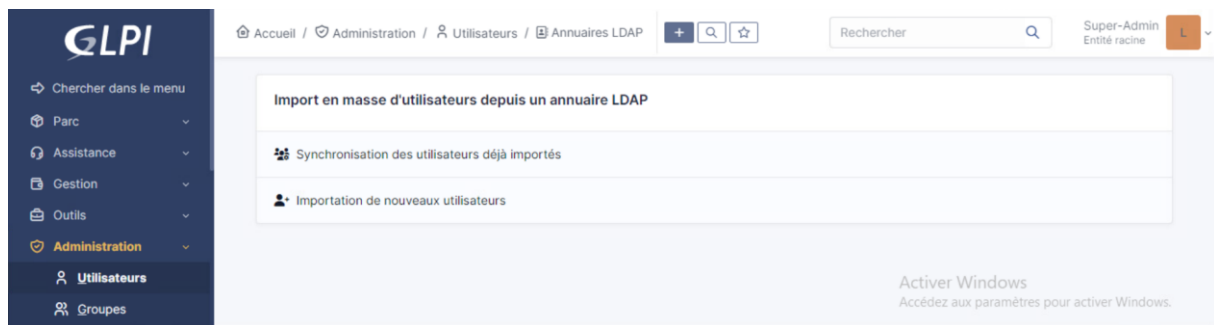 GLPI
Accueil / Administration / Utilisateurs / Annuaires LDAP
Rechercher
Super-Admin
Entité racine
L
Chercher dans le menu
Parc
Assistance
Gestion
Outils
Administration
Utilisateurs
Groupes
Import en masse d'utilisateurs depuis un annuaire LDAP
Synchronisation des utilisateurs déjà importés
Importation de nouveaux utilisateurs
Activer Windows
Accédez aux paramètres pour activer Windows.